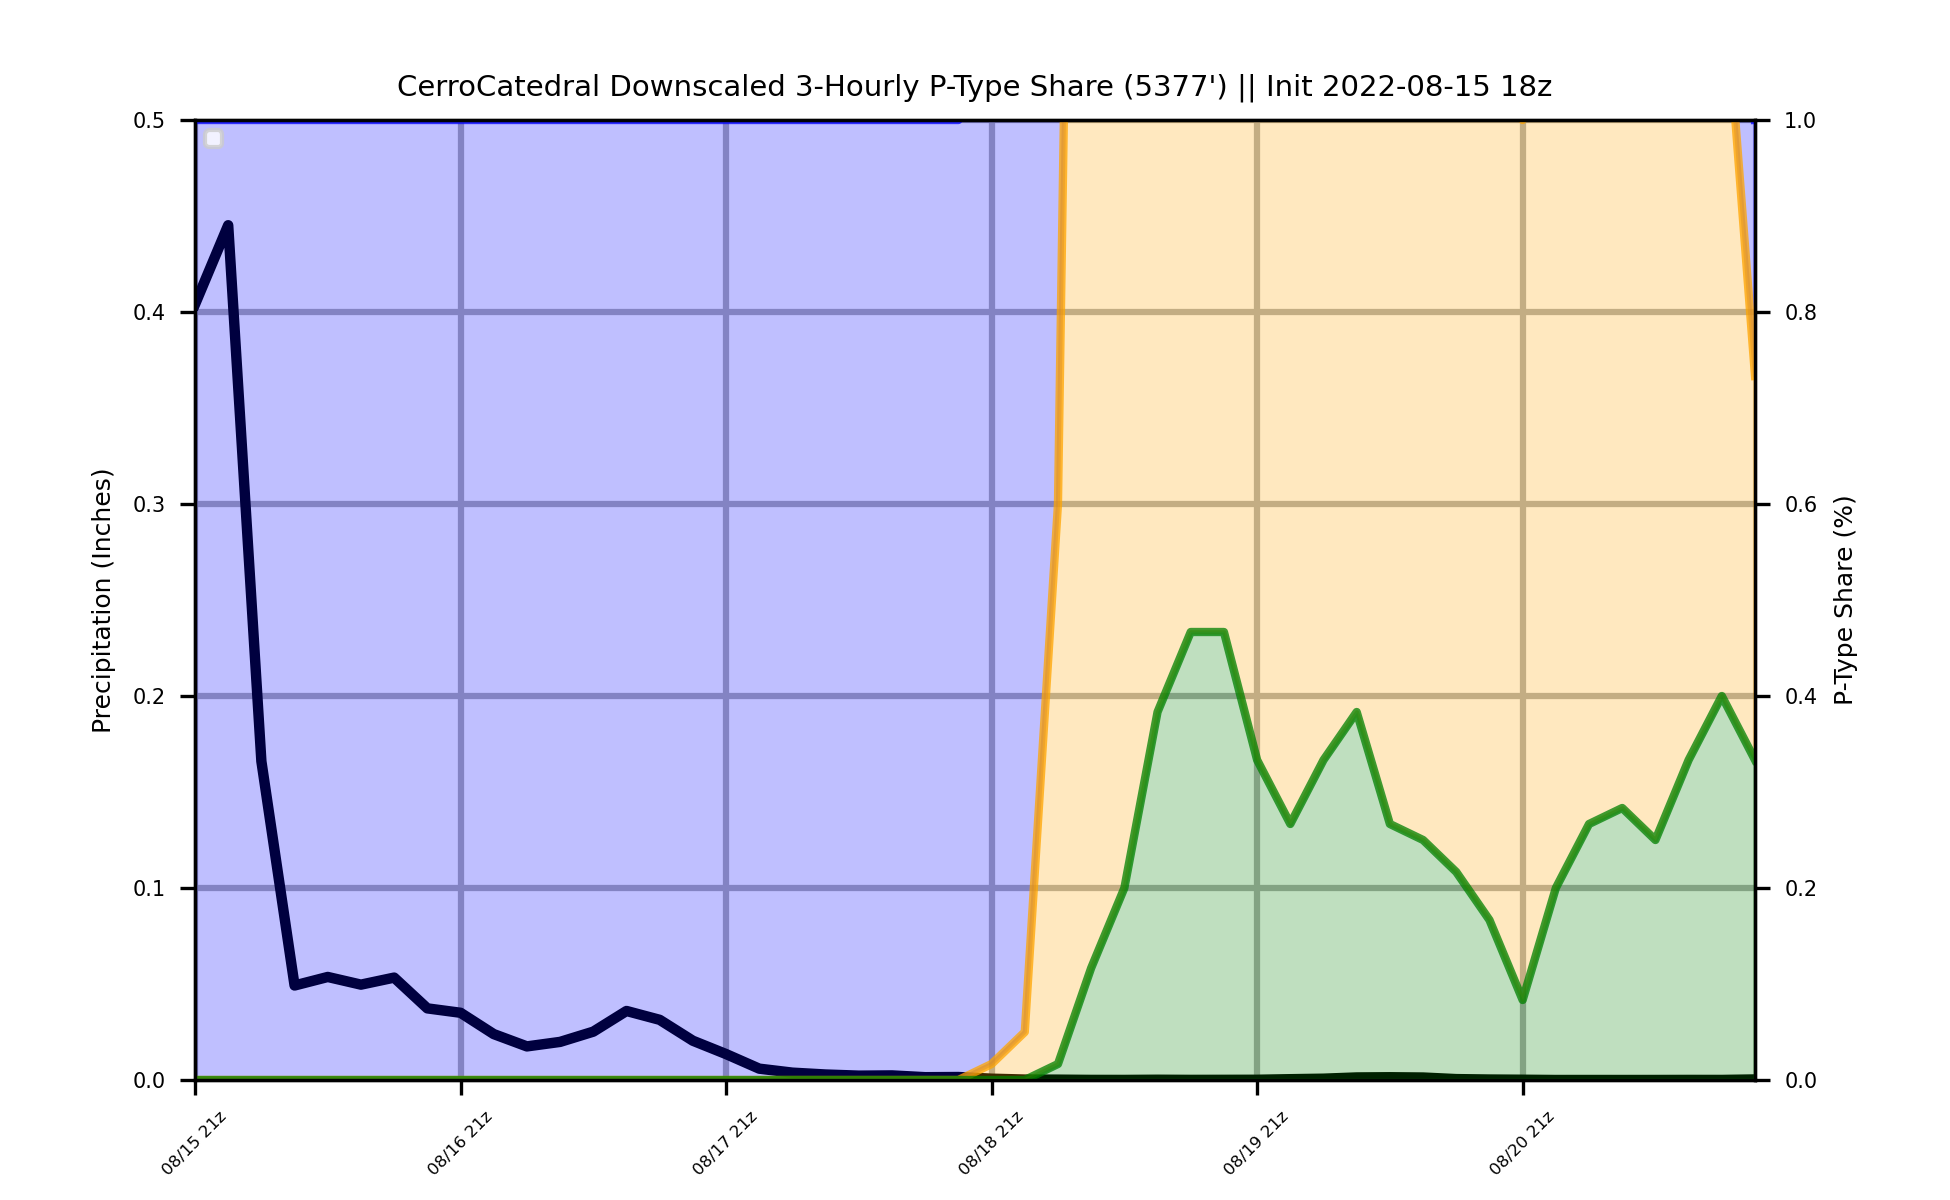 CerroCatedral Downscaled 3-Hourly P-Type Share (5377') || Init 2022-08-15 18z
0.5
0.4
0.3
0.2
0.1
0.0
Precipitation (Inches)
1.0
0.8
0.6
0.4
0.2
0.0
P-Type Share (%)
08/15 21z
08/16 21z
08/17 21z
08/18 21z
08/19 21z
08/20 21z